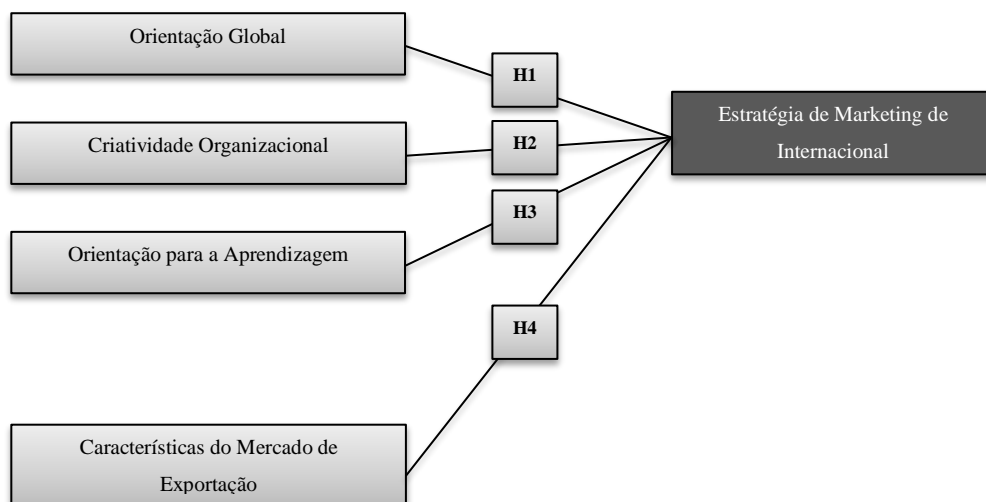 Orientação Global
H1
Estratégia de Marketing de
Internacional
Criatividade Organizacional
H2
H3
Orientação para a Aprendizagem
H4
Características do Mercado de
Exportação